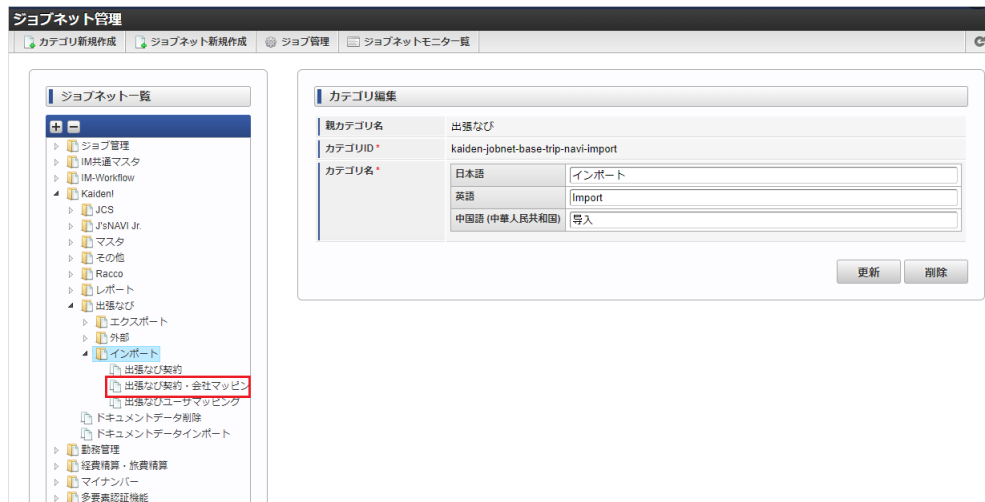 ジョブネット管理
カテゴリ新規作成 ジョブネット新規作成 ジョブ管理 ジョブネットモニター覧
ジョブネット一覧
ジョブ管理
IM共通マスタ
IM-Workflow
Kaiden!
JCS
J'sNAVI Jr.
マスタ
その他
Racco
レポート
出張なび
エクスポート
外部
インポート
出張なび契約
出張なび契約・会社マッピン
出張なびユーザマッピング
ドキュメントデータ削除
ドキュメントデータインポート
勤務管理
経費精算・旅費精算
マイナンバー
多要素認証機能
カテゴリ編集
親カテゴリ名 出張なび
カテゴリID * kaiden-jobnet-base-trip-navi-import
カテゴリ名 *
日本語 インポート
英語 Import
中国語 (中華人民共和国) 导入
更新 削除